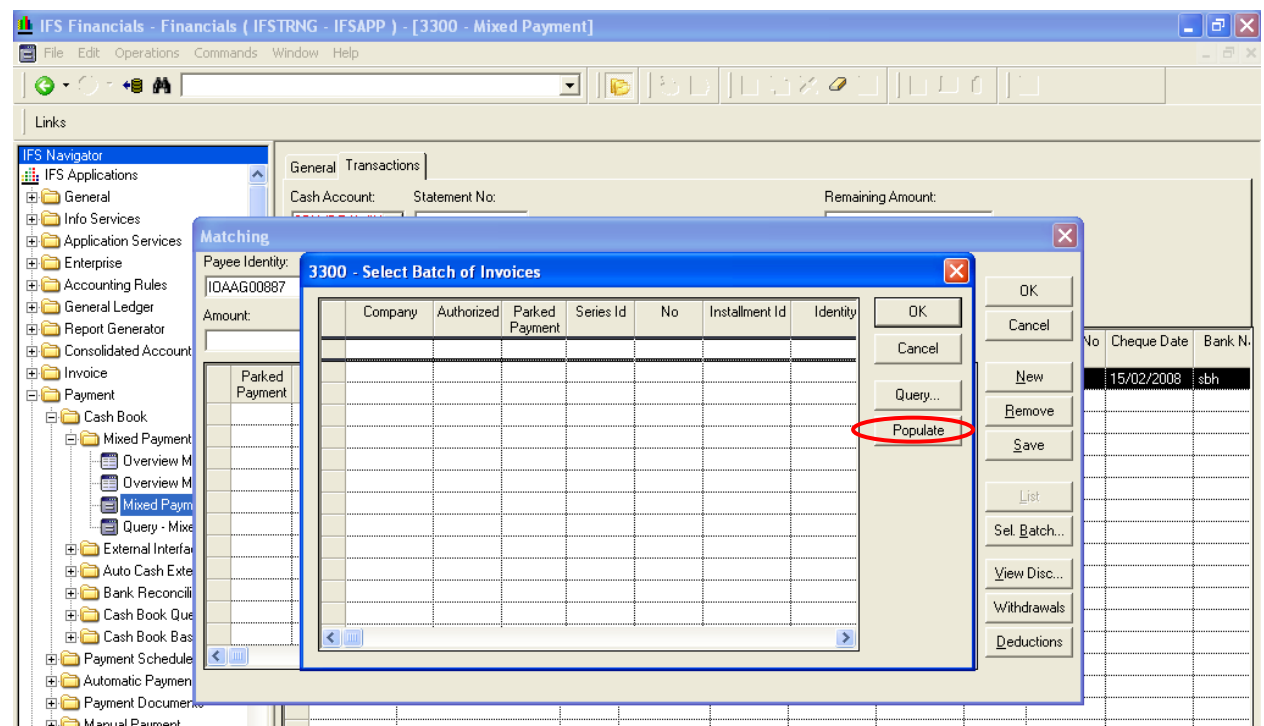 IFS Financials - Financials ( IFSTRNG - IFSAPP ) - [3300 - Mixed Payment]
File Edit Operations Commands Window Help
Links
IFS Navigator
IFS Applications
General
Info Services
Application Services
Enterprise
Accounting Rules
General Ledger
Report Generator
Consolidated Account
Invoice
Payment
Cash Book
Mixed Payment
Overview M
Overview M
Mixed Paym
Query - Mixe
External Interfa
Auto Cash Exte
Bank Reconcili
Cash Book Que
Cash Book Bas
Payment Schedule
Automatic Paymen
Payment Document
Manual Payment
General Transactions
Cash Account: Statement No: Remaining Amount:
No Cheque Date Bank N
15/02/2008 sbh
Matching
Payee Identity:
IOAAG00887
Amount:
Parked Payment
OK
Cancel
New
Remove
Save
List
Sel. Batch...
View Disc...
Withdrawals
Deductions
3300 - Select Batch of Invoices
Company Authorized Parked Payment Series Id No Installment Id Identity
OK
Cancel
Query...
Populate